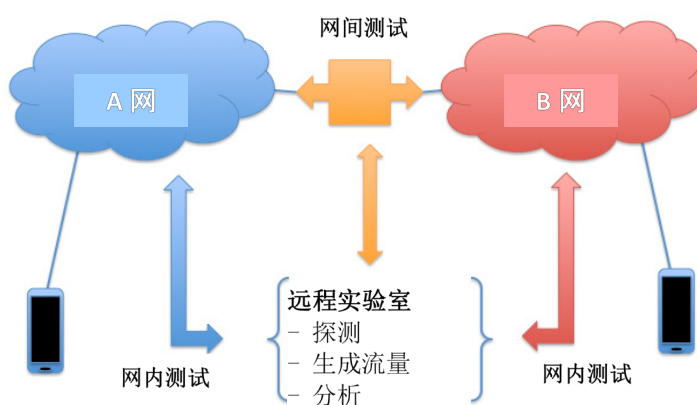 网间测试
A 网
B 网
远程实验室
– 探测
– 生成流量
– 分析
网内测试
网内测试